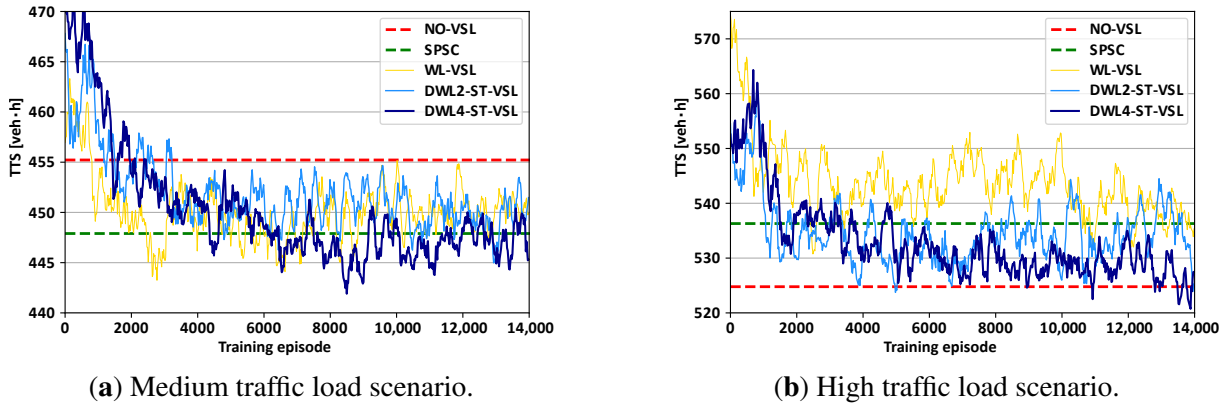 470
465
460
455
450
445
440
TTS [veh·h]
NO-VSL
SPSC
WL-VSL
DWL2-ST-VSL
DWL4-ST-VSL
0 2000 4000 6000 8000 10,000 12,000 14,000
Training episode
(a) Medium traffic load scenario.
570
560
550
540
530
520
TTS [veh·h]
NO-VSL
SPSC
WL-VSL
DWL2-ST-VSL
DWL4-ST-VSL
0 2000 4000 6000 8000 10,000 12,000 14,000
Training episode
(b) High traffic load scenario.